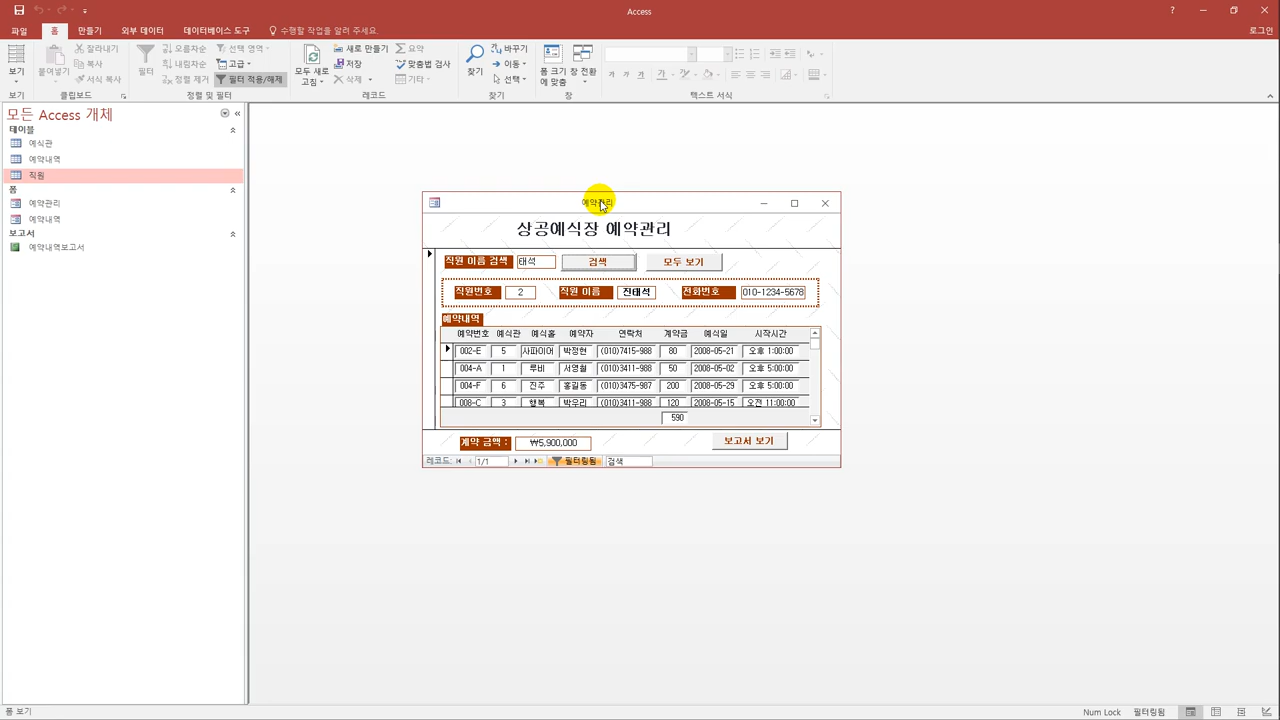 Access
파일 홈 만들기 외부 데이터 데이터베이스 도구 수행할 작업을 알려 주세요. 로그인
보기
붙여넣기
잘라내기
복사
서식 복사
필터
오름차순
내림차순
정렬 제거
선택 영역
고급
필터 적용/해제
모두 새로 고침
새로 만들기
저장
삭제
요약
맞춤법 검사
기타
찾기
바꾸기
이동
선택
폼 크기에 맞춤
창 전환
보기 클립보드 정렬 및 필터 레코드 찾기 창 텍스트 서식
모든 Access 개체
테이블
예식관
예약내역
직원
폼
예약관리
예약내역
보고서
예약내역보고서
예약관리
상공예식장 예약관리
직원 이름 검색 태석 검색 모두 보기
직원번호 2 직원 이름 진태석 전화번호 010-1234-5678
예약내역
예약번호 예식관 예식홀 예약자 연락처 계약금 예식일 시작시간
002-E 5 사파이어 박정현 (010)7415-988 80 2008-05-21 오후 1:00:00
004-A 1 루비 서영철 (010)3411-988 50 2008-05-02 오후 5:00:00
004-F 6 진주 홍길동 (010)3475-987 200 2008-05-29 오후 5:00:00
008-C 3 행복 박우리 (010)3411-988 120 2008-05-15 오전 11:00:00
590
계약 금액 : ₩5,900,000 보고서 보기
레코드: 1/1 필터링됨 검색
폼 보기 Num Lock 필터링됨